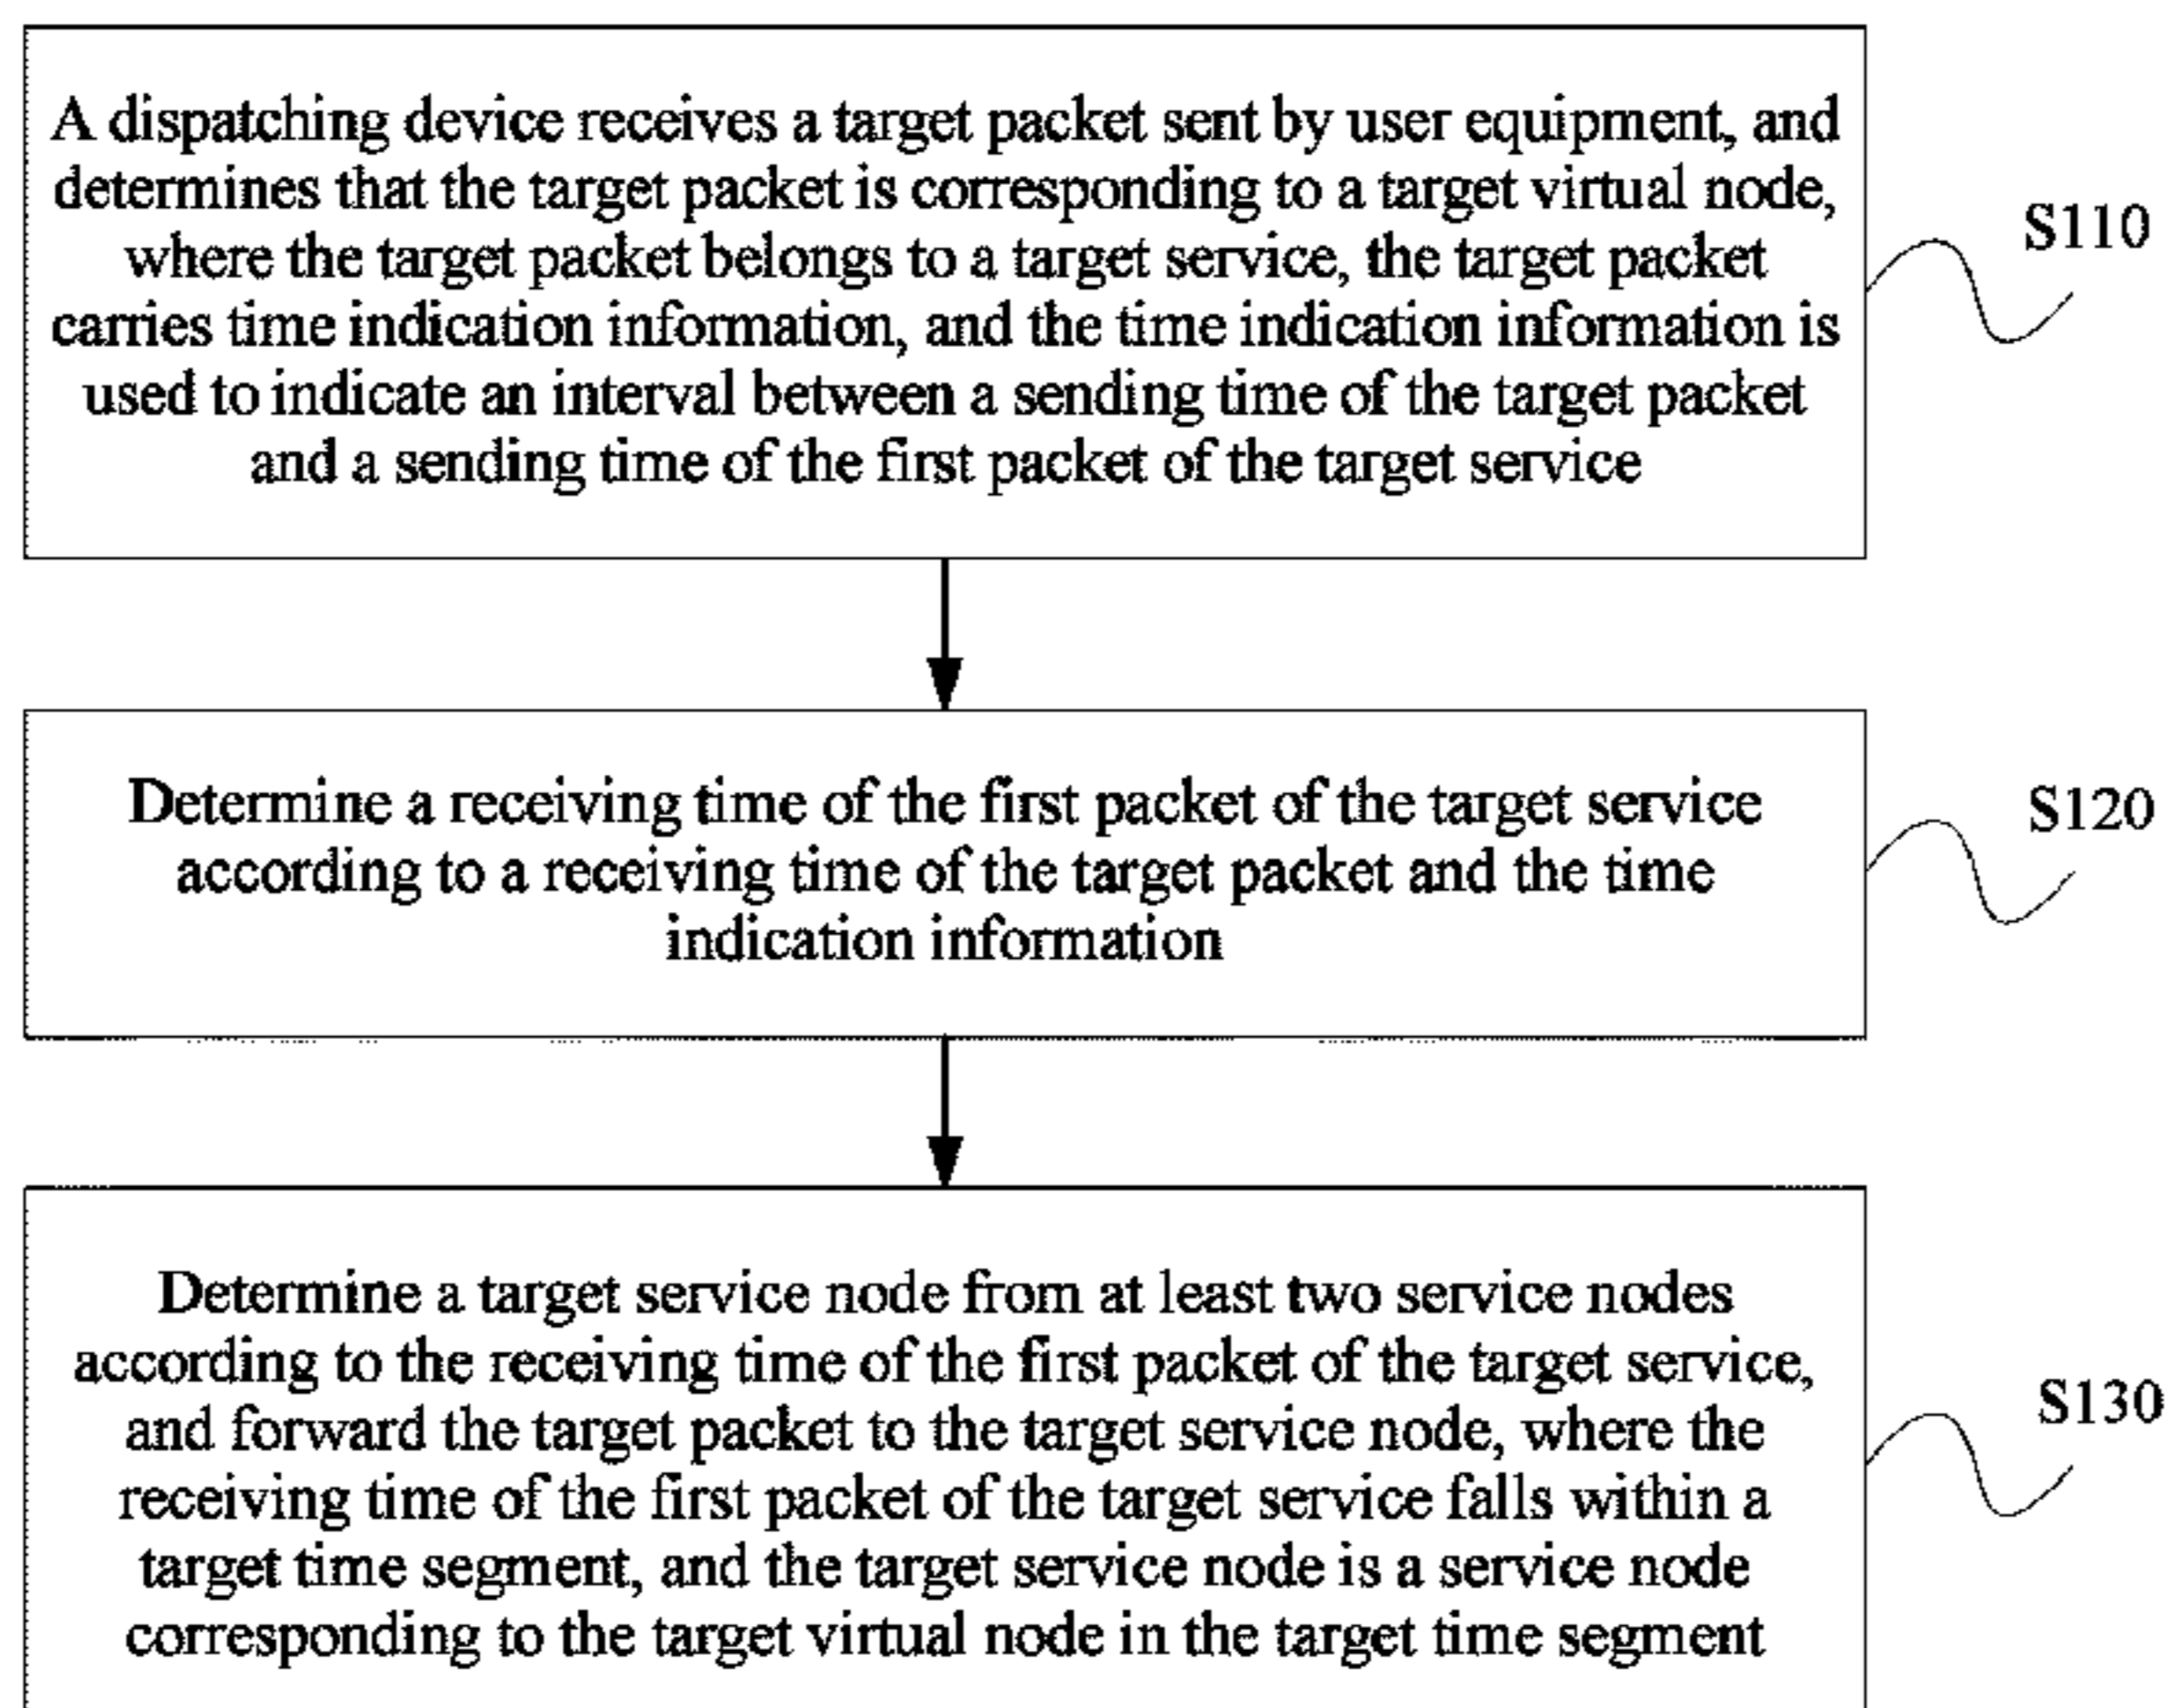 A dispatching device receives a target packet sent by user equipment, and
determines that the target packet is corresponding to a target virtual node,
where the target packet belongs to a target service, the target packet
carries time indication information, and the time indication information is
used to indicate an interval between a sending time of the target packet
and a sending time of the first packet of the target service
S110
Determine a receiving time of the first packet of the target service
according to a receiving time of the target packet and the time
indication information
S120
Determine a target service node from at least two service nodes
according to the receiving time of the first packet of the target service,
and forward the target packet to the target service node, where the
receiving time of the first packet of the target service falls within a
target time segment, and the target service node is a service node
corresponding to the target virtual node in the target time segment
S130